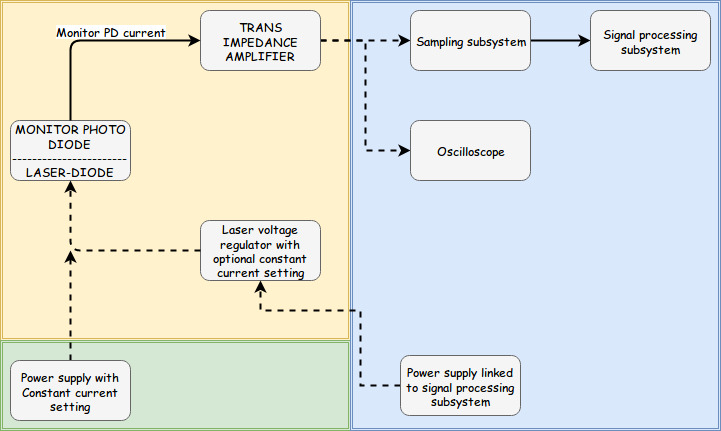 Monitor PD current
TRANS
IMPEDANCE
AMPLIFIER
Sampling subsystem
Signal processing
subsystem
MONITOR PHOTO
DIODE
LASER-DIODE
Oscilloscope
Laser voltage
regulator with
optional constant
current setting
Power supply with
Constant current
setting
Power supply linked
to signal processing
subsystem